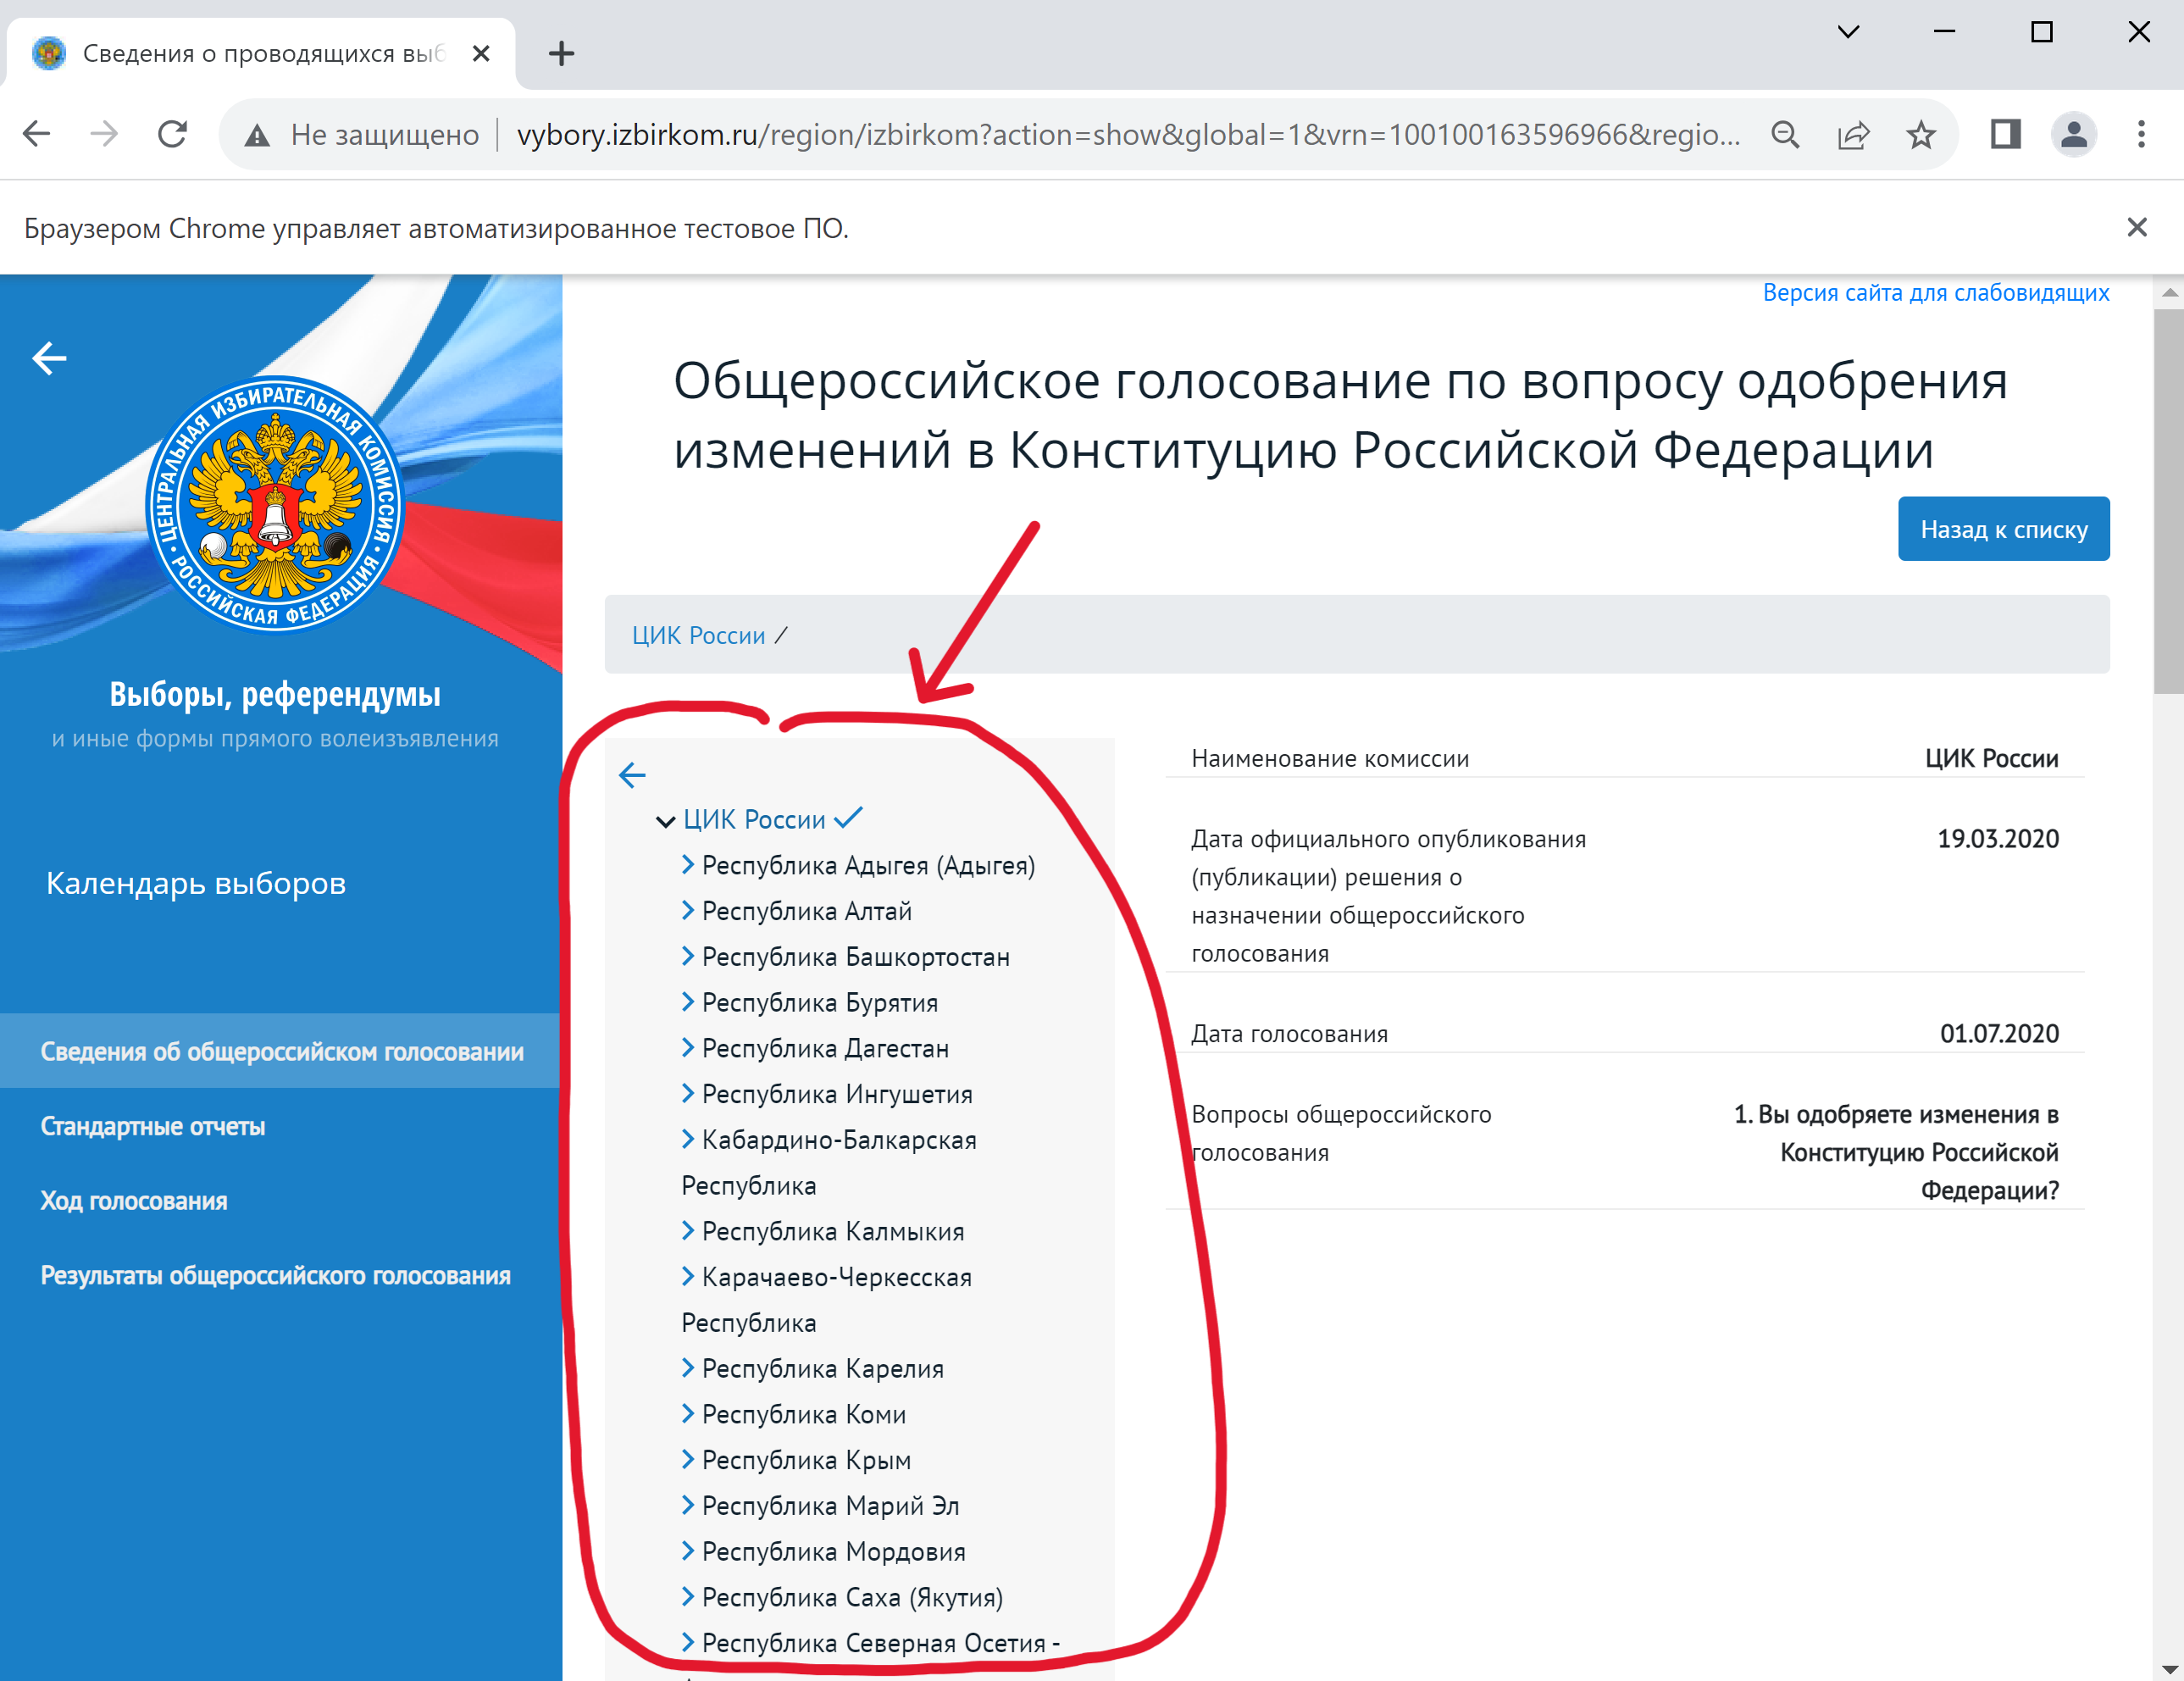 Сведения о проводящихся выб
Не защищено
vybory.izbirkom.ru/region/izbirkom?action=show&global=1&vrn=100100163596966&regio...
Браузером Chrome управляет автоматизированное тестовое ПО.
Версия сайта для слабовидящих
ЦЕНТРАЛЬНАЯ ИЗБИРАТЕЛЬНАЯ КОМИССИЯ
РОССИЙСКАЯ ФЕДЕРАЦИЯ
Выборы, референдумы
и иные формы прямого волеизъявления
Календарь выборов
Сведения об общероссийском голосовании
Стандартные отчеты
Ход голосования
Результаты общероссийского голосования
Общероссийское голосование по вопросу одобрения
изменений в Конституцию Российской Федерации
Назад к списку
ЦИК России /
ЦИК России
Республика Адыгея (Адыгея)
Республика Алтай
Республика Башкортостан
Республика Бурятия
Республика Дагестан
Республика Ингушетия
Кабардино-Балкарская
Республика
Республика Калмыкия
Карачаево-Черкесская
Республика
Республика Карелия
Республика Коми
Республика Крым
Республика Марий Эл
Республика Мордовия
Республика Саха (Якутия)
Республика Северная Осетия -
Наименование комиссии
ЦИК России
Дата официального опубликования
(публикации) решения о
назначении общероссийского
голосования
19.03.2020
Дата голосования
01.07.2020
Вопросы общероссийского
голосования
1. Вы одобряете изменения в
Конституцию Российской
Федерации?